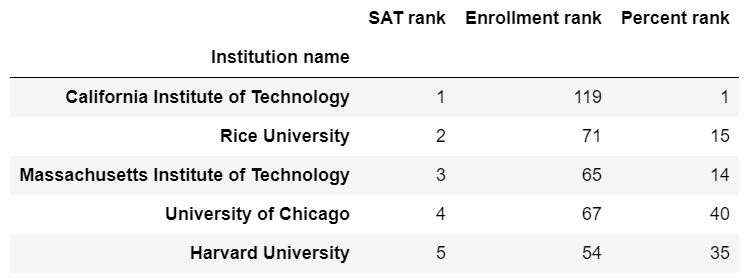 SAT rank Enrollment rank Percent rank
Institution name
California Institute of Technology 1 119 1
Rice University 2 71 15
Massachusetts Institute of Technology 3 65 14
University of Chicago 4 67 40
Harvard University 5 54 35